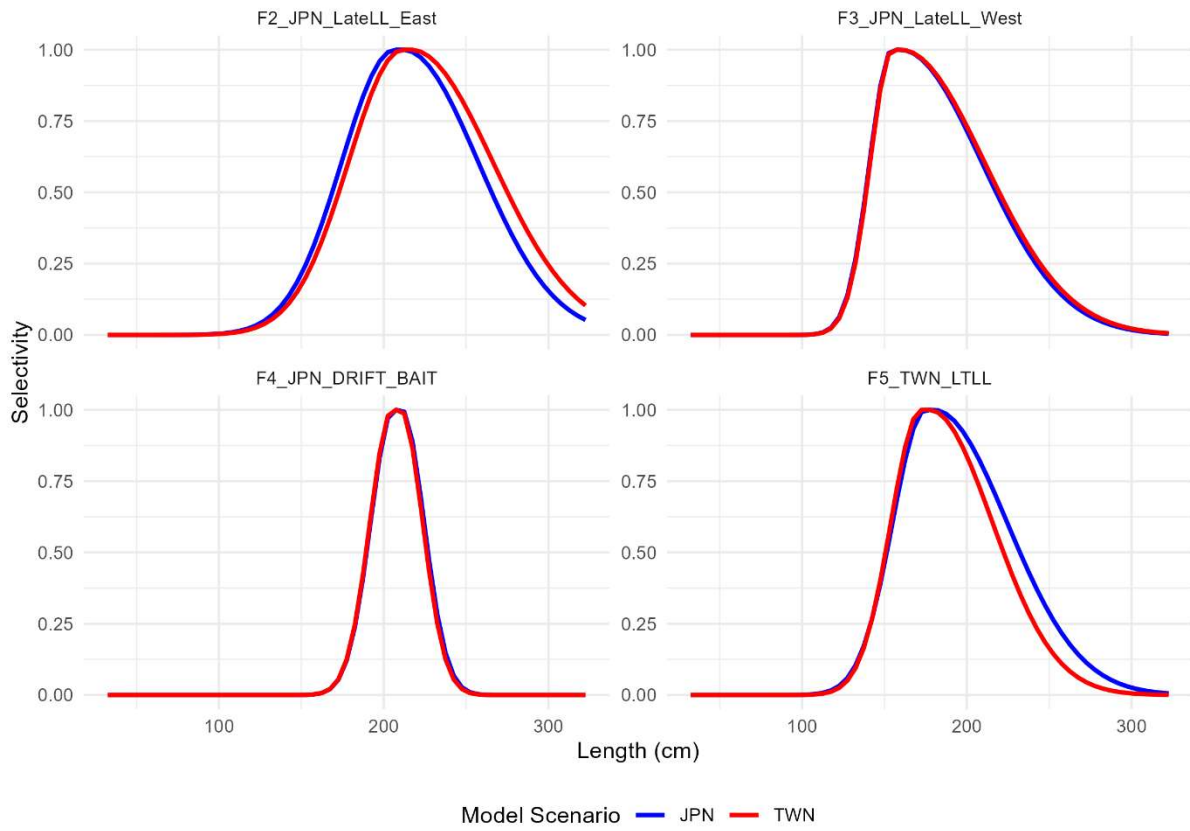 F2_JPN_LateLL_East
F3_JPN_LateLL_West
1.00
0.75
0.50
0.25
0.00
1.00
0.75
0.50
0.25
0.00
Selectivity
F4_JPN_DRIFT_BAIT
F5_TWN_LTLL
1.00
0.75
0.50
0.25
0.00
1.00
0.75
0.50
0.25
0.00
100 200 300
100 200 300
Length (cm)
Model Scenario JPN TWN